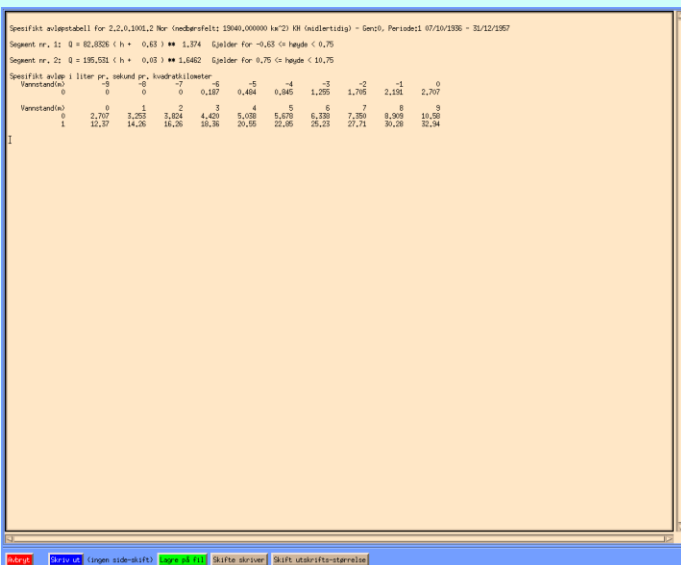 Spesifikt avløpstabell for 2.2.0.1001.2 Nor (nedbørsfelt: 19040.000000 km^2) KH (midlertidig) - Gen:0, Periode:1 07/10/1936 - 31/12/1957
Segment nr. 1: Q = 82.8326 ( h + 0.63 ) ** 1.374 Gjelder for -0.63 <= høyde < 0.75
Segment nr. 2: Q = 195.531 ( h + 0.03 ) ** 1.6462 Gjelder for 0.75 <= høyde < 10.75
Spesifikt avløp i liter pr. sekund pr. kvadratkilometer
Vannstand(m) -9 -8 -7 -6 -5 -4 -3 -2 -1 0
0 0 0 0 0.187 0.484 0.845 1.255 1.705 2.191 2.707
Vannstand(m) 0 1 2 3 4 5 6 7 8 9
0 2.707 3.253 3.824 4.420 5.038 5.678 6.338 7.350 8.909 10.58
1 12.37 14.26 16.26 18.36 20.55 22.85 25.23 27.71 30.28 32.94
Avbryt Skriv ut (ingen side-skift) Lagre på fil Skifte skriver Skift utskrifts-størrelse